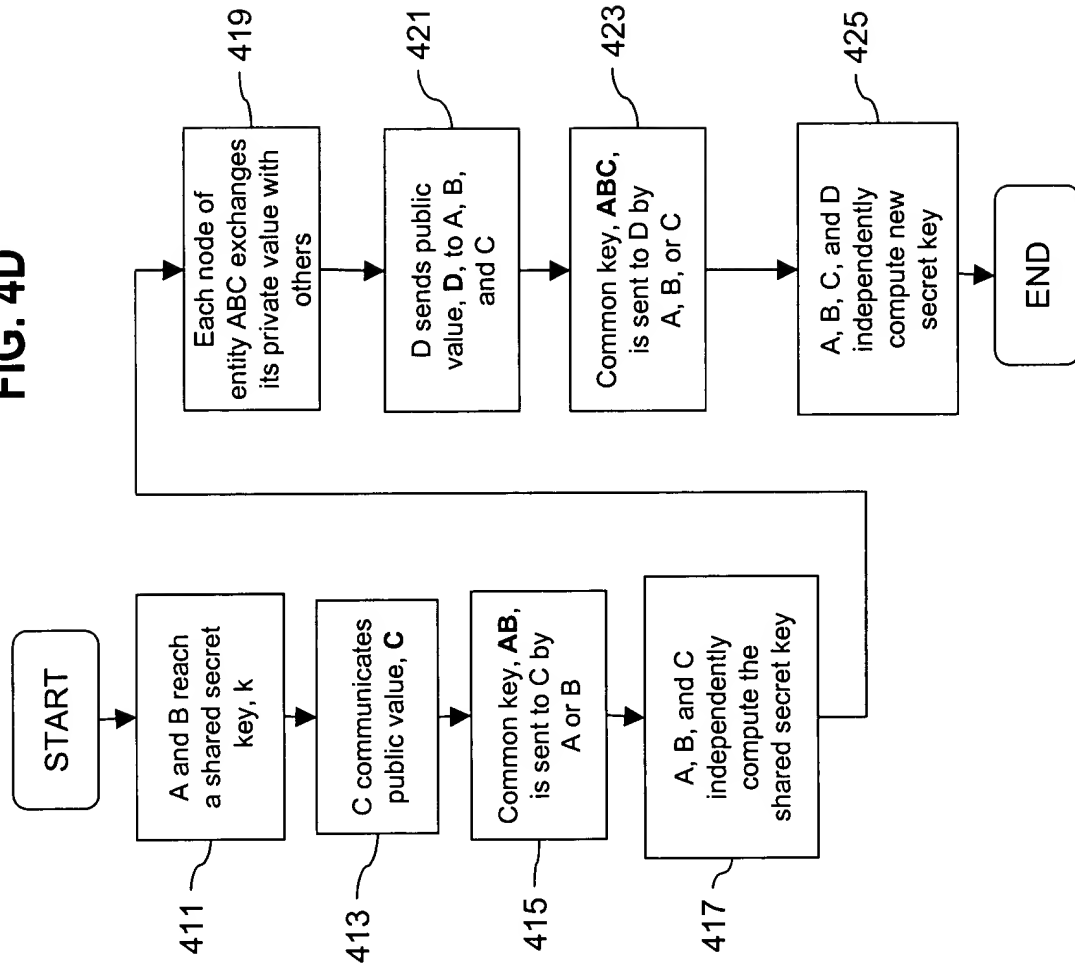 FIG. 4D
START
A and B reach
a shared secret
key, k
411
C communicates
public value, C
413
Common key, AB,
is sent to C by
A or B
415
A, B, and C
independently
compute the
shared secret key
417
Each node of
entity ABC exchanges
its private value with
others
419
D sends public
value, D, to A, B,
and C
421
Common key, ABC,
is sent to D by
A, B, or C
423
A, B, C, and D
independently
compute new
secret key
425
END